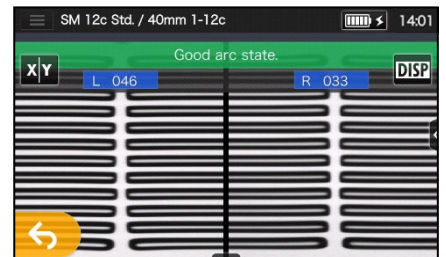 SM 12c Std. / 40mm 1-12c
14:01
Good arc state.
X|Y
L 046
R 033
DISP